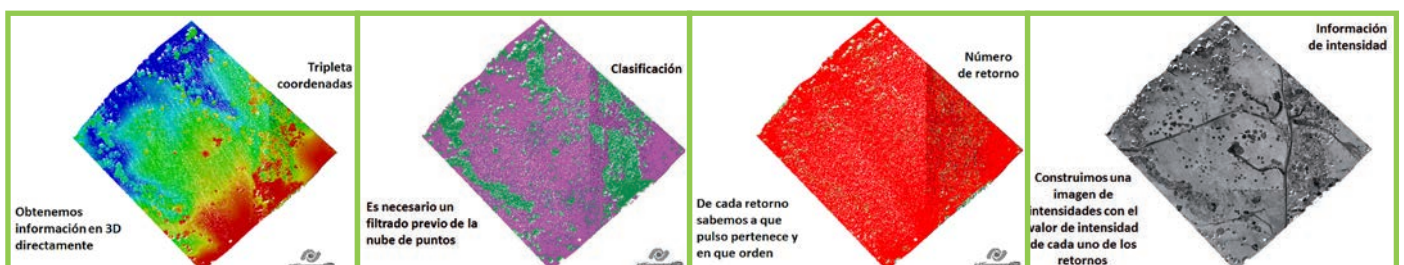 Tripleta
coordenadas
Obtenemos
información en 3D
directamente
Clasificación
Es necesario un
filtrado previo de la
nube de puntos
Número
de retorno
De cada retorno
sabemos a que
pulso pertenece y
en que orden
Información
de intensidad
Construimos una
imagen de
intensidades con el
valor de intensidad
de cada uno de los
retornos